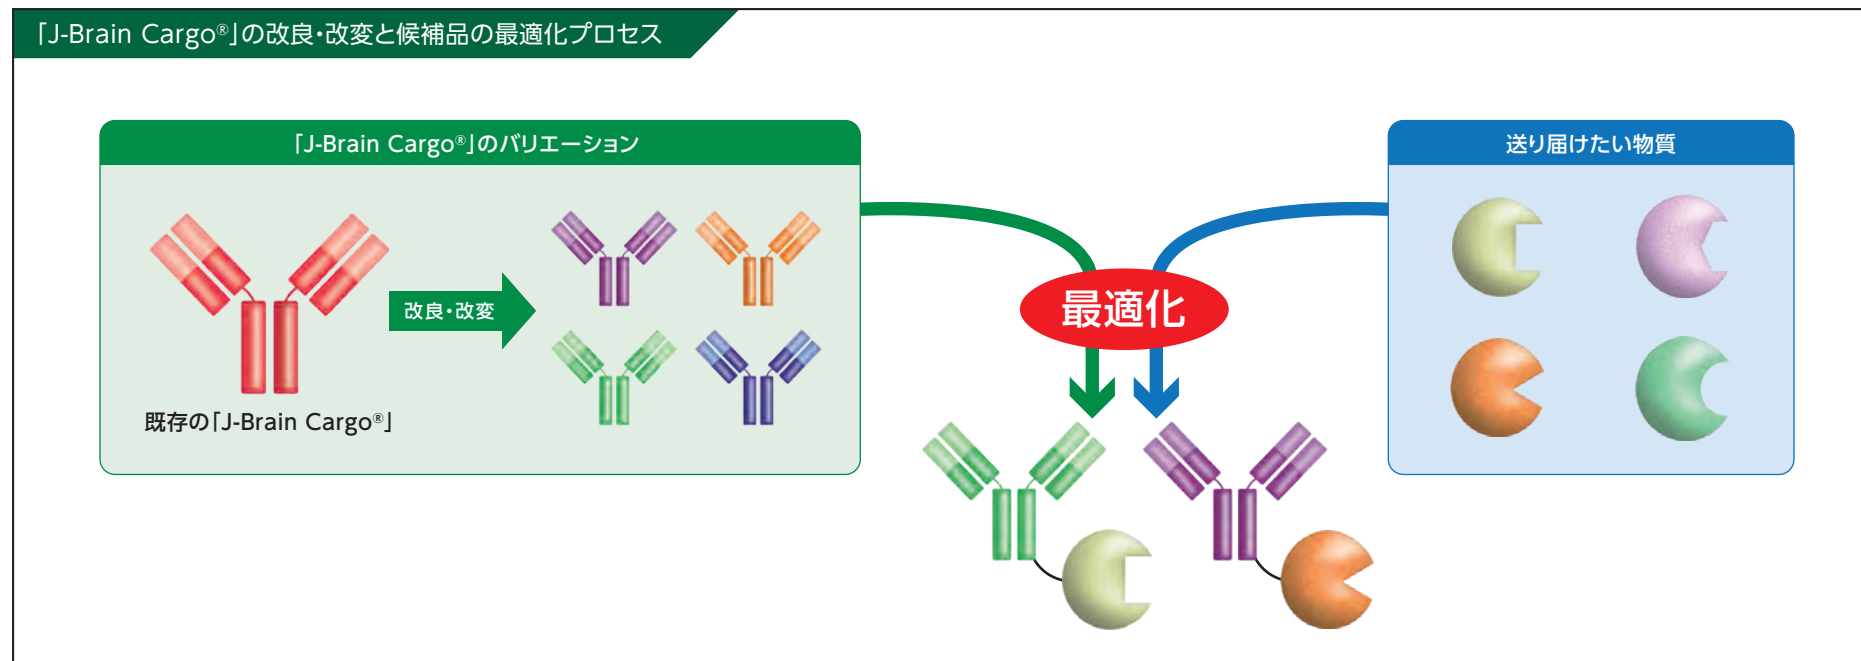 「J-Brain Cargo®」の改良・改変と候補品の最適化プロセス
「J-Brain Cargo®」のバリエーション
送り届けたい物質
改良・改変
最適化
既存の「J-Brain Cargo®」